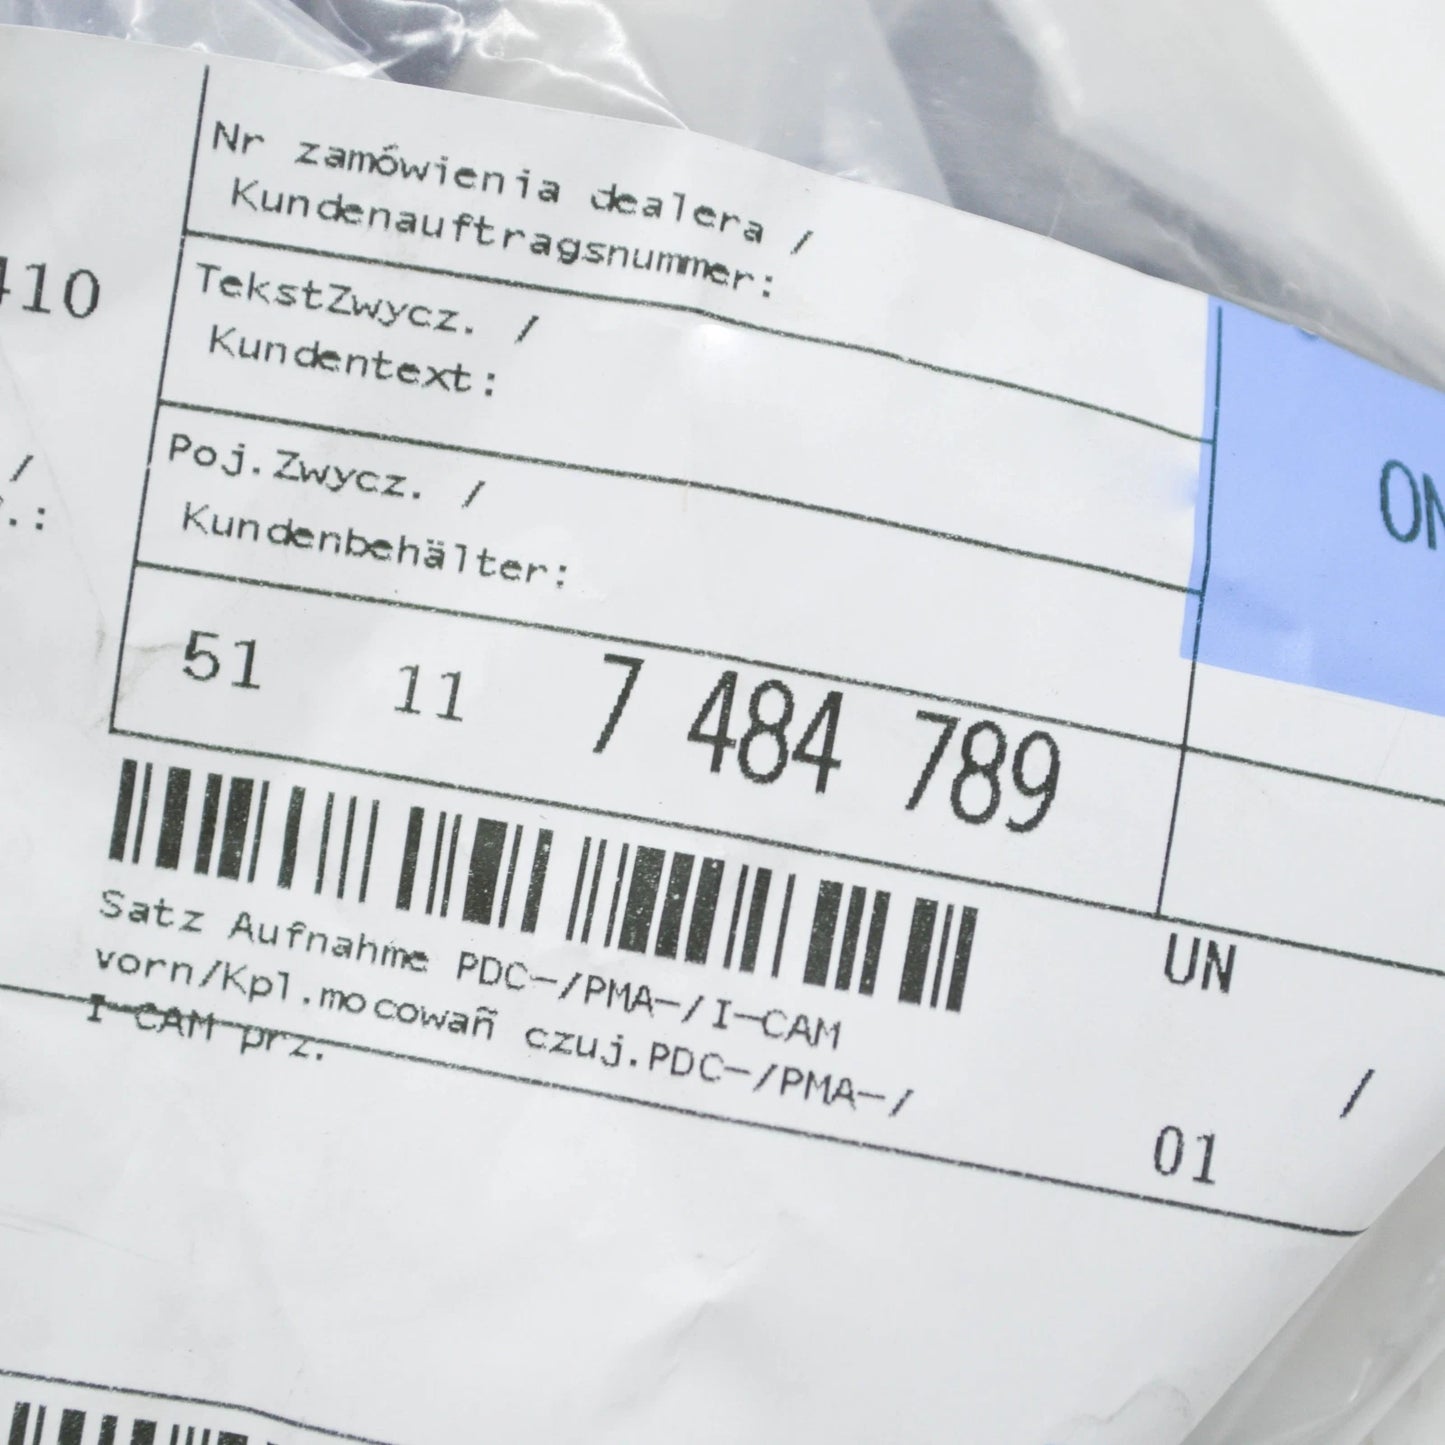 Nr zamówienia dealera /
Kundenauftragsnummer:
410
TekstZwycz. /
Kundentext:
Poj.Zwycz. /
Kundenbehälter:
/
.:
ON
51 11 7 484 789
Satz Aufnahme PDC-/PMA-/I-CAM
vorn/Kpl.mocowañ czuj.PDC-/PMA-/
I-CAM prz.
UN
/
01